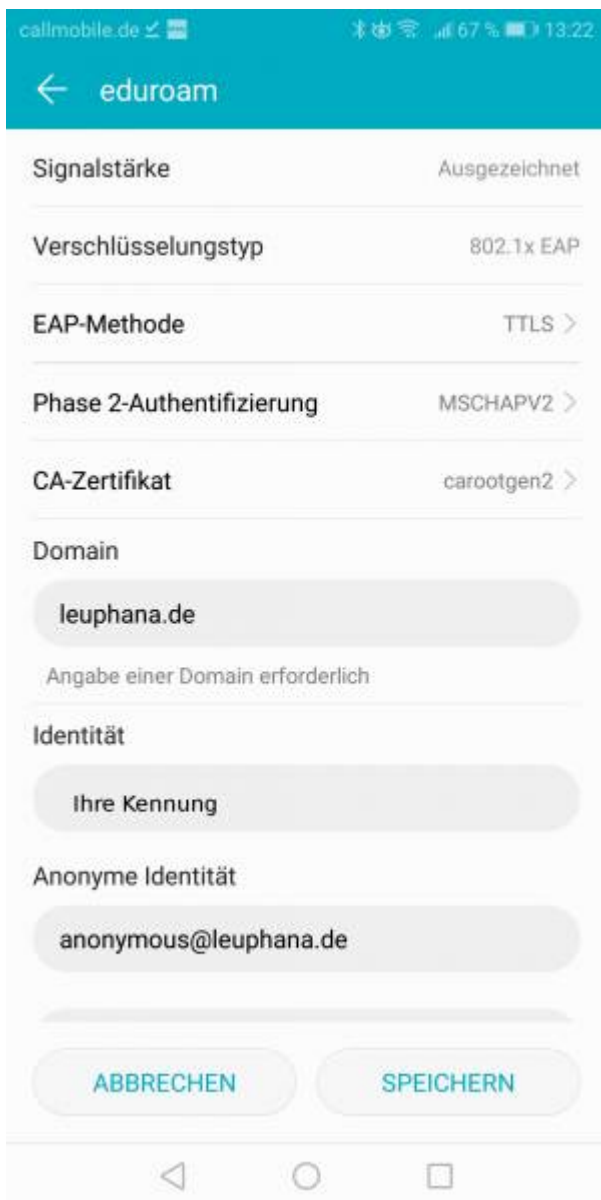 callmobile.de 67 % 13:22
eduroam
Signalstärke Ausgezeichnet
Verschlüsselungstyp 802.1x EAP
EAP-Methode TTLS
Phase 2-Authentifizierung MSCHAPV2
CA-Zertifikat carootgen2
Domain
leuphana.de
Angabe einer Domain erforderlich
Identität
Ihre Kennung
Anonyme Identität
anonymous@leuphana.de
ABBRECHEN SPEICHERN